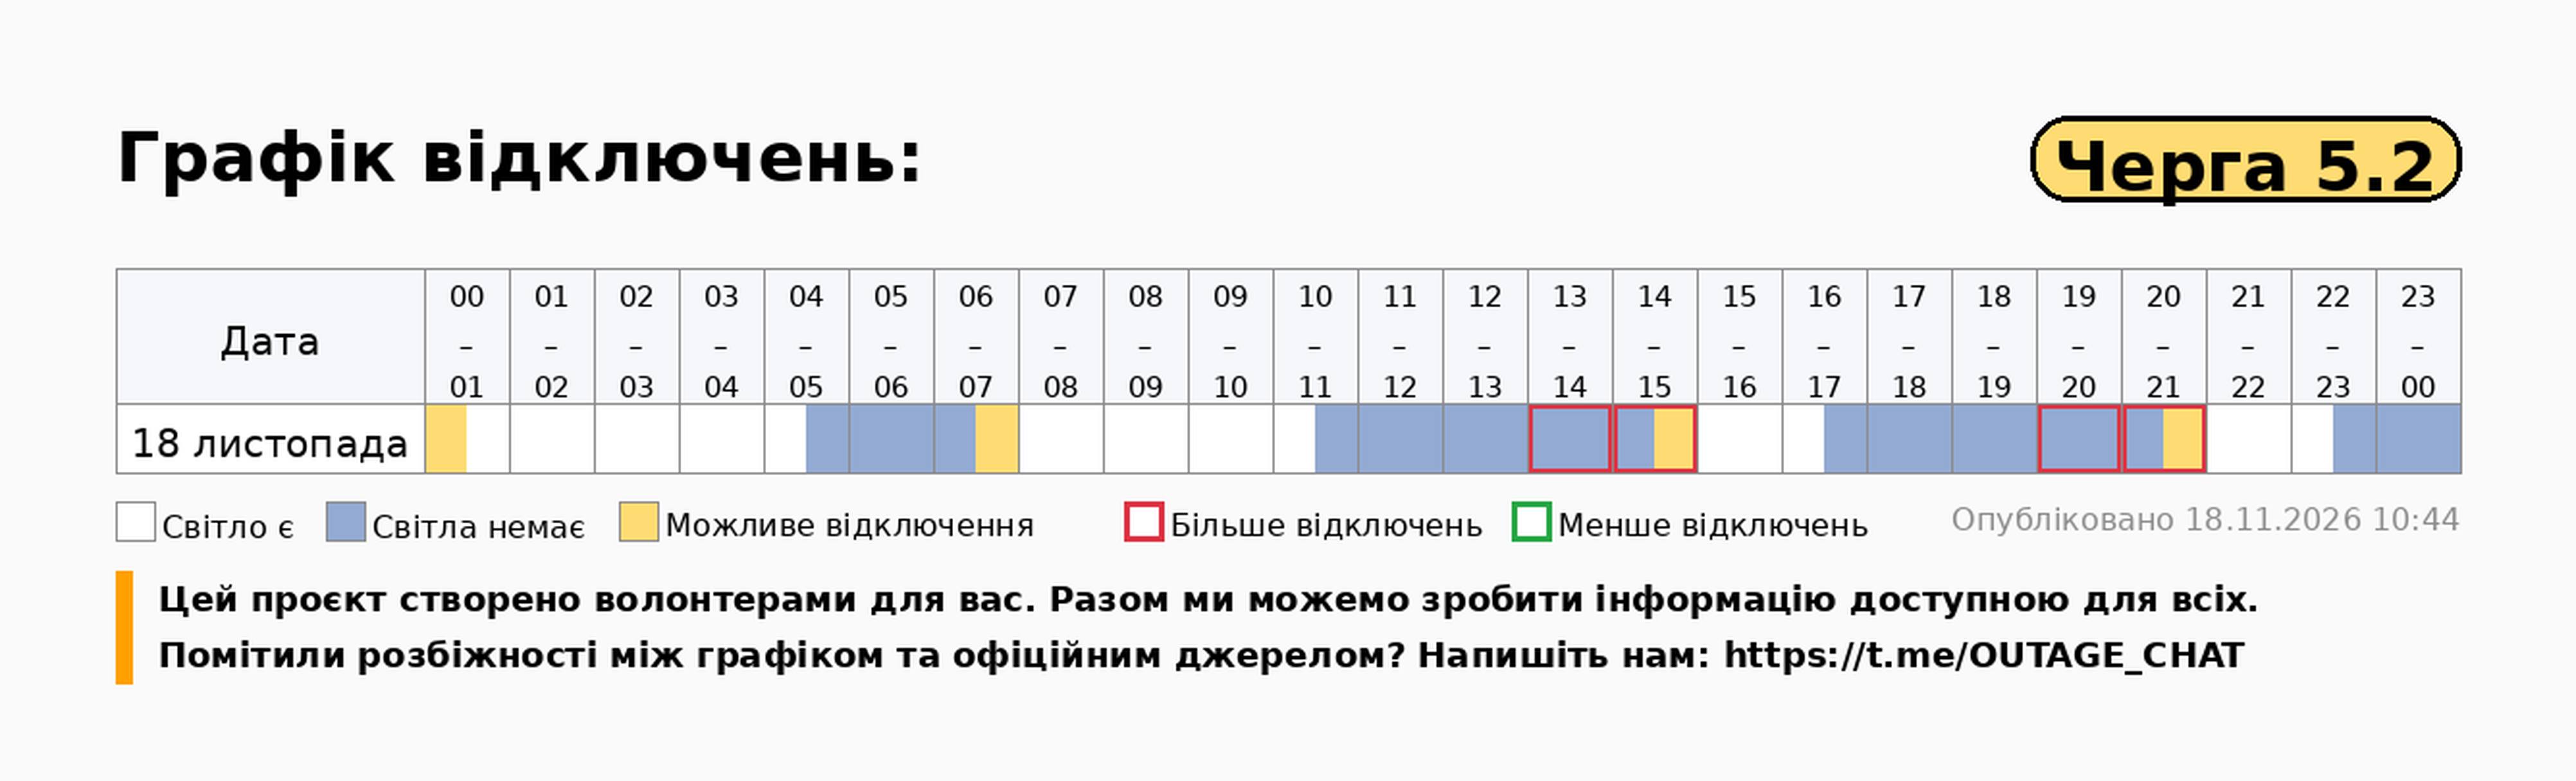 Графік відключень:
Черга 5.2
Дата
00 – 01
01 – 02
02 – 03
03 – 04
04 – 05
05 – 06
06 – 07
07 – 08
08 – 09
09 – 10
10 – 11
11 – 12
12 – 13
13 – 14
14 – 15
15 – 16
16 – 17
17 – 18
18 – 19
19 – 20
20 – 21
21 – 22
22 – 23
23 – 00
18 листопада
Світло є
Світла немає
Можливе відключення
Більше відключень
Менше відключень
Опубліковано 18.11.2026 10:44
Цей проєкт створено волонтерами для вас. Разом ми можемо зробити інформацію доступною для всіх.
Помітили розбіжності між графіком та офіційним джерелом? Напишіть нам: https://t.me/OUTAGE_CHAT